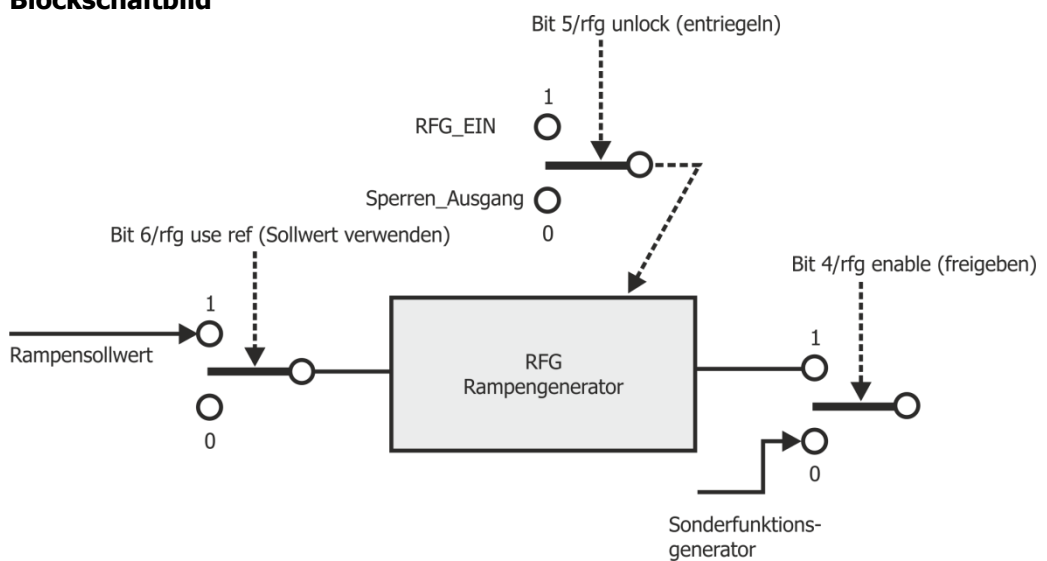 Blockschaltbild
Bit 5/rfg unlock (entriegeln)
1
RFG_EIN
Sperren_Ausgang
0
Bit 6/rfg use ref (Sollwert verwenden)
Bit 4/rfg enable (freigeben)
1
Rampensollwert
0
RFG
Rampengenerator
1
0
Sonderfunktions-
generator